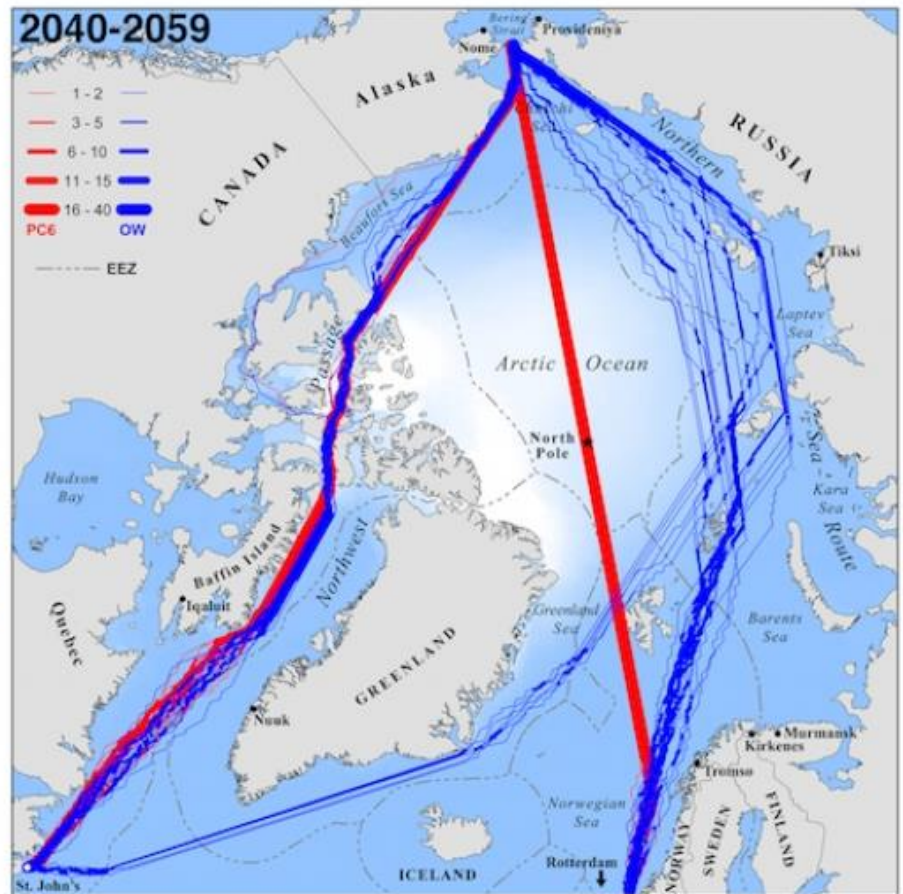 2040-2059
Bering
Strait
Provideniya
Nome
1 - 2
3 - 5
6 - 10
11 - 15
16 - 40
PC6
OW
EEZ
Alaska
CANADA
Beaufort Sea
Sea
Northern
RUSSIA
Tiksi
Laptev
Sea
Passage
Arctic Ocean
North
Pole
Hudson
Bay
Sea
Kara
Sea
Route
Baffin Island
Northwest
Iqaluit
Quebec
Greenland
Sea
Barents
Sea
GREENLAND
Nuuk
Murmansk
Kirkenes
Tromso
Norwegian
Sea
NORWAY
SWEDEN
FINLAND
ICELAND
Rotterdam
St. John's